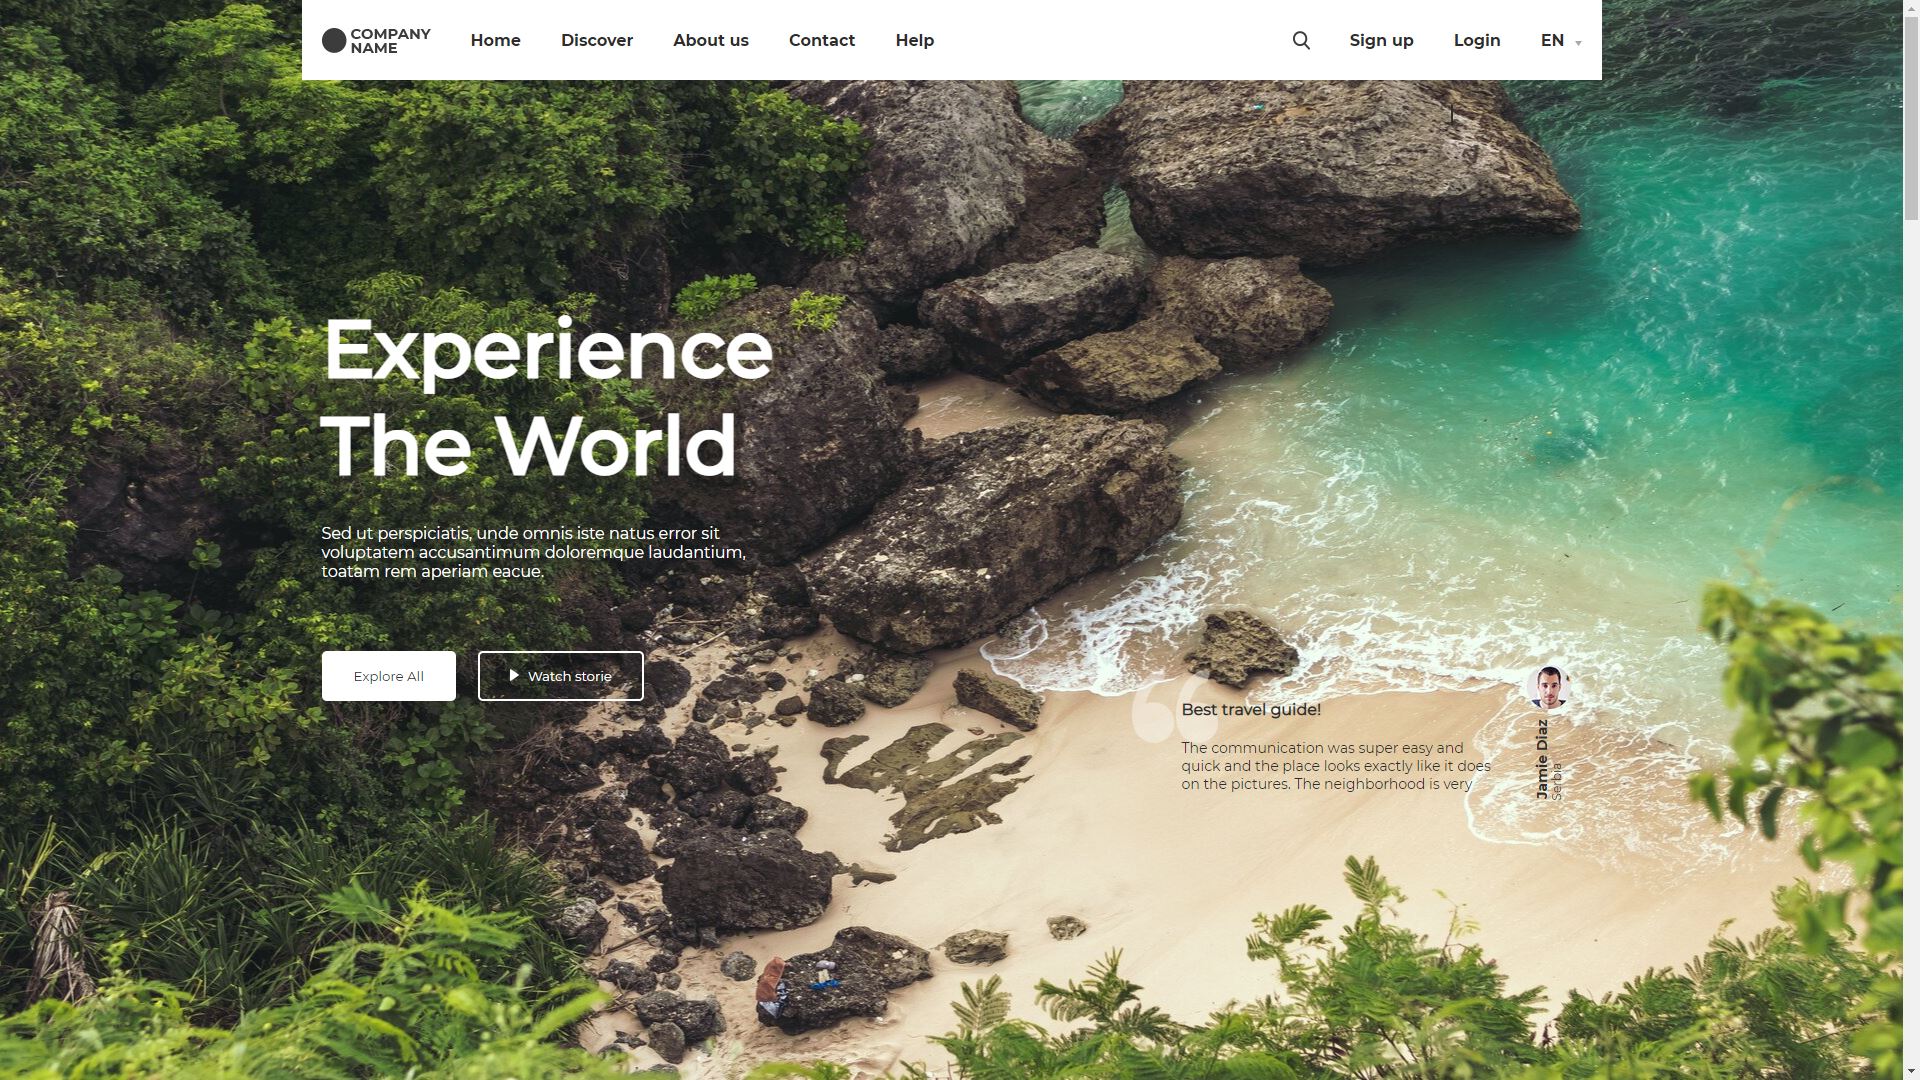 COMPANY
NAME
Home
Discover
About us
Contact
Help
Sign up
Login
EN
Experience
The World
Sed ut perspiciatis, unde omnis iste natus error sit
voluptatem accusantimum doloremque laudantium,
toatam rem aperiam eacue.
Explore All
Watch storie
“
Best travel guide!
The communication was super easy and
quick and the place looks exactly like it does
on the pictures. The neighborhood is very
Jamie Diaz
Serbia